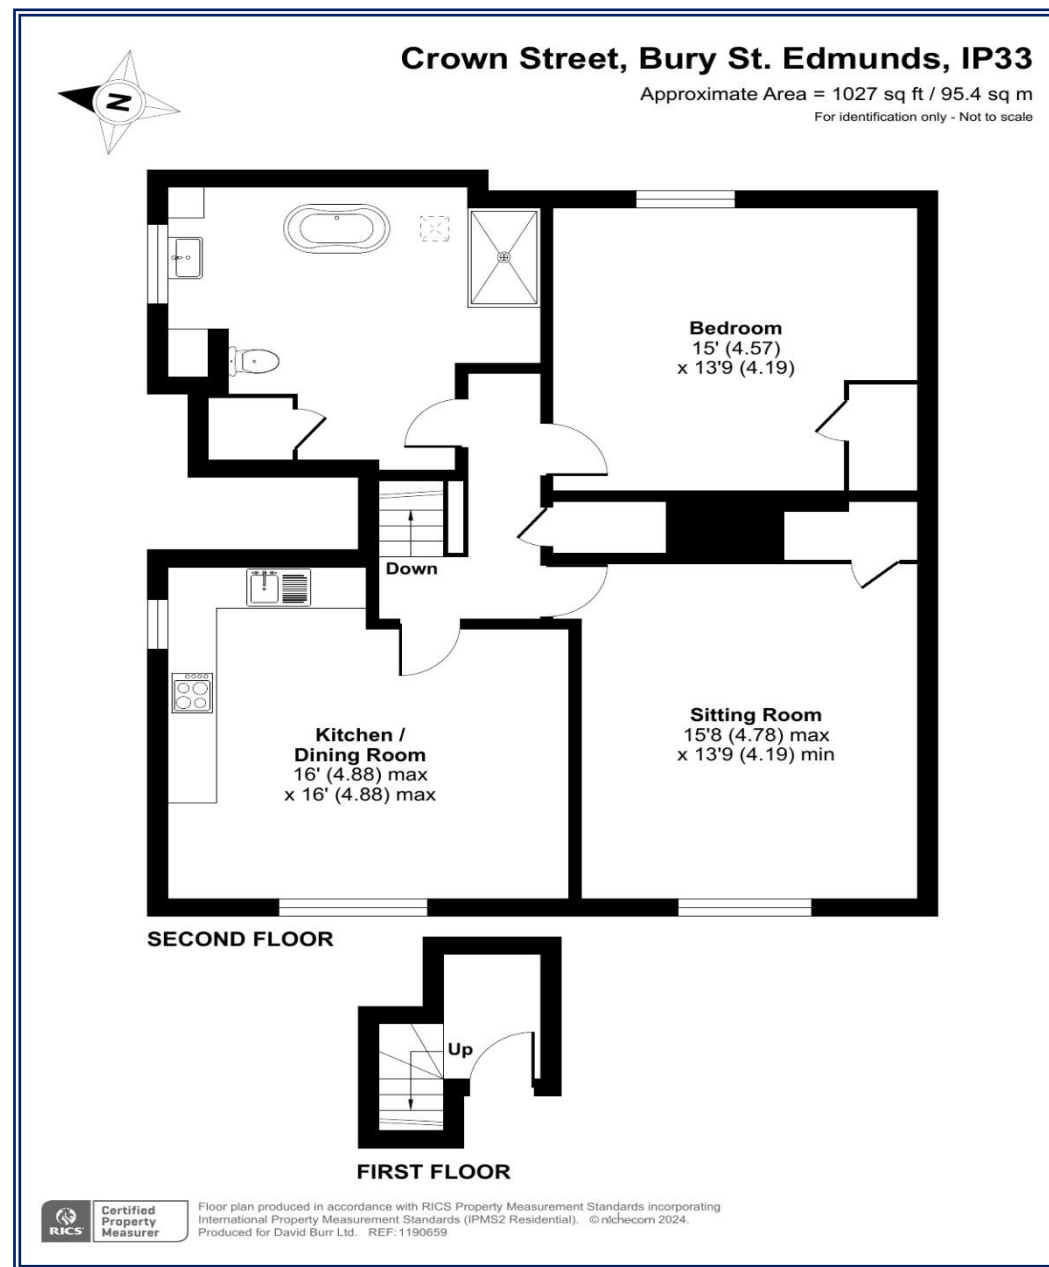 Crown Street, Bury St. Edmunds, IP33
Approximate Area = 1027 sq ft / 95.4 sq m
For identification only - Not to scale
N
Bedroom
15' (4.57)
x 13'9 (4.19)
Down
Kitchen /
Dining Room
16' (4.88) max
x 16' (4.88) max
Sitting Room
15'8 (4.78) max
x 13'9 (4.19) min
SECOND FLOOR
Up
FIRST FLOOR
RICS
Certified
Property
Measurer
Floor plan produced in accordance with RICS Property Measurement Standards incorporating
International Property Measurement Standards (IPMS2 Residential). © nichecom 2024.
Produced for David Burr Ltd. REF: 1190659